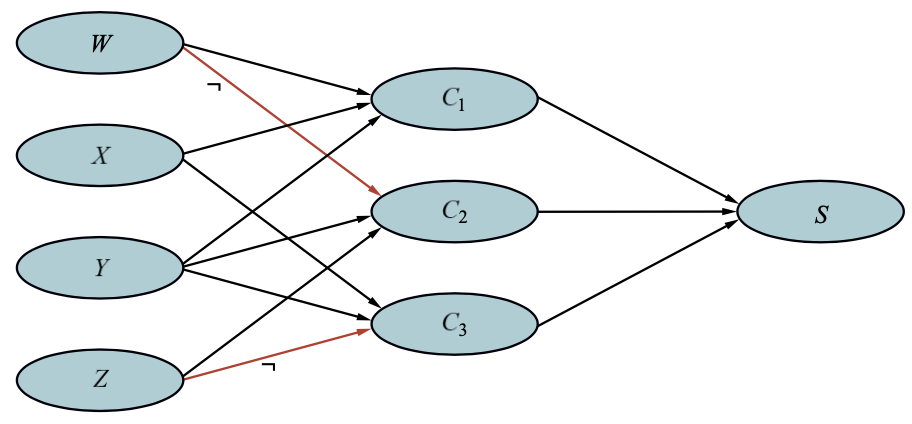 W
¬
X
Y
Z
¬
C₁
C₂
C₃
S